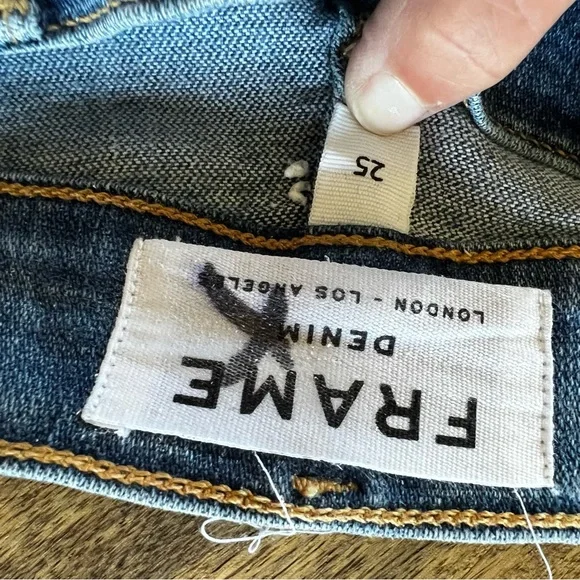 FRAME
DENIM
LONDON - LOS ANGELES
25